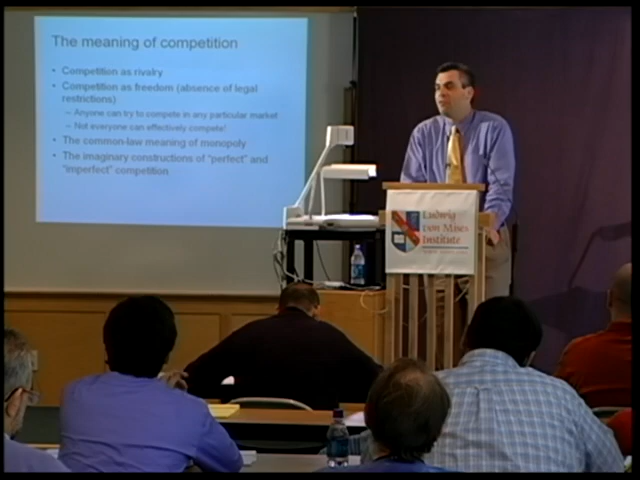 The meaning of competition
• Competition as rivalry
• Competition as freedom (absence of legal
restrictions)
– Anyone can try to compete in any particular market
– Not everyone can effectively compete!
• The common-law meaning of monopoly
• The imaginary constructions of "perfect" and
"imperfect" competition
Ludwig
von Mises
Institute